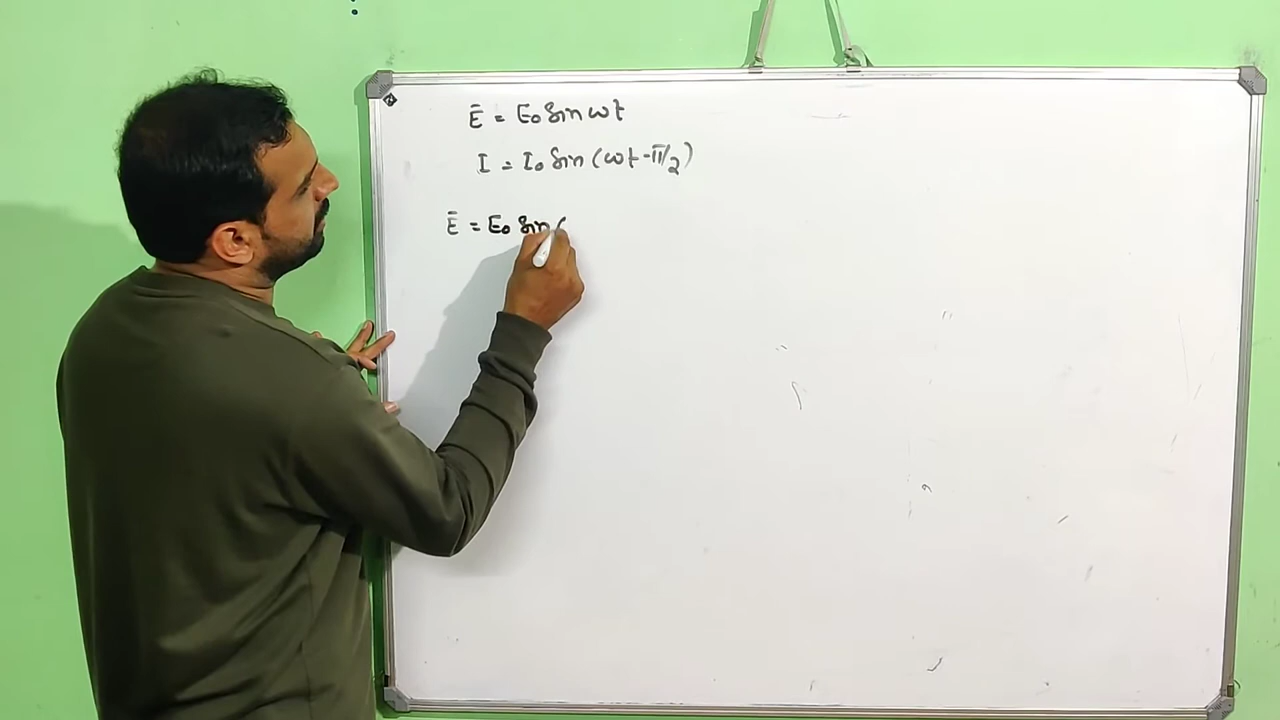 E = E₀ Sin ωt
I = I₀ Sin (ωt - π/2)
E = E₀ Sin (